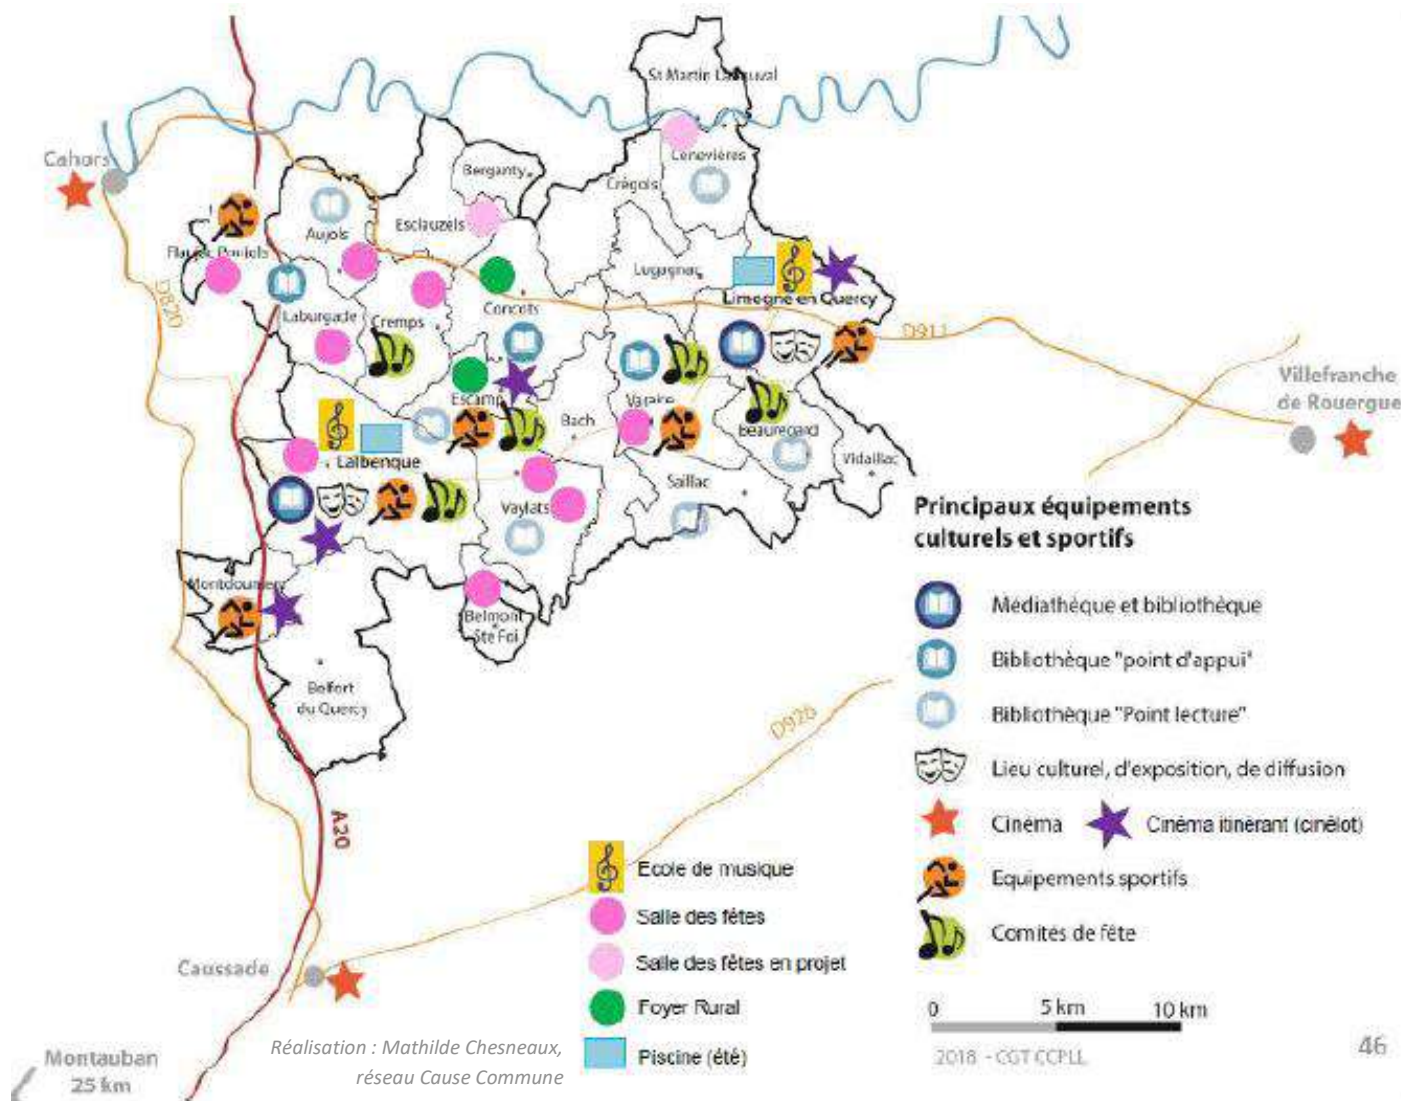 St Martin Labouval
Cahors
Berganty
Cénevières
Crégols
Aujols
Esclauzels
Flaujac Poujols
Lugagnac
Limogne en Quercy
D820
Laburgade
Cremps
Concots
D911
Villefranche
de Rouergue
Escamps
Bach
Varaire
Beauregard
Vidaillac
Lalbenque
Saillac
Vaylats
Montdoumerc
Belmont
Ste Foi
Belfort
du Quercy
A20
D926
Caussade
Montauban
25 km
Principaux équipements
culturels et sportifs
Médiathèque et bibliothèque
Bibliothèque "point d'appui"
Bibliothèque "Point lecture"
Lieu culturel, d'exposition, de diffusion
Cinéma
Cinéma itinérant (cinélot)
Equipements sportifs
Comités de fête
Ecole de musique
Salle des fêtes
Salle des fêtes en projet
Foyer Rural
Piscine (été)
0 5 km 10 km
2018 - CGT CCPLL
Réalisation : Mathilde Chesneaux,
réseau Cause Commune
46